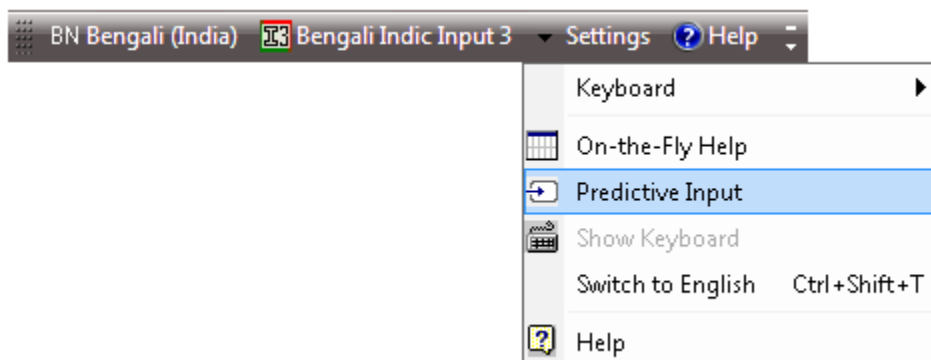 BN Bengali (India) I3 Bengali Indic Input 3 Settings ? Help
Keyboard
On-the-Fly Help
Predictive Input
Show Keyboard
Switch to English Ctrl+Shift+T
? Help